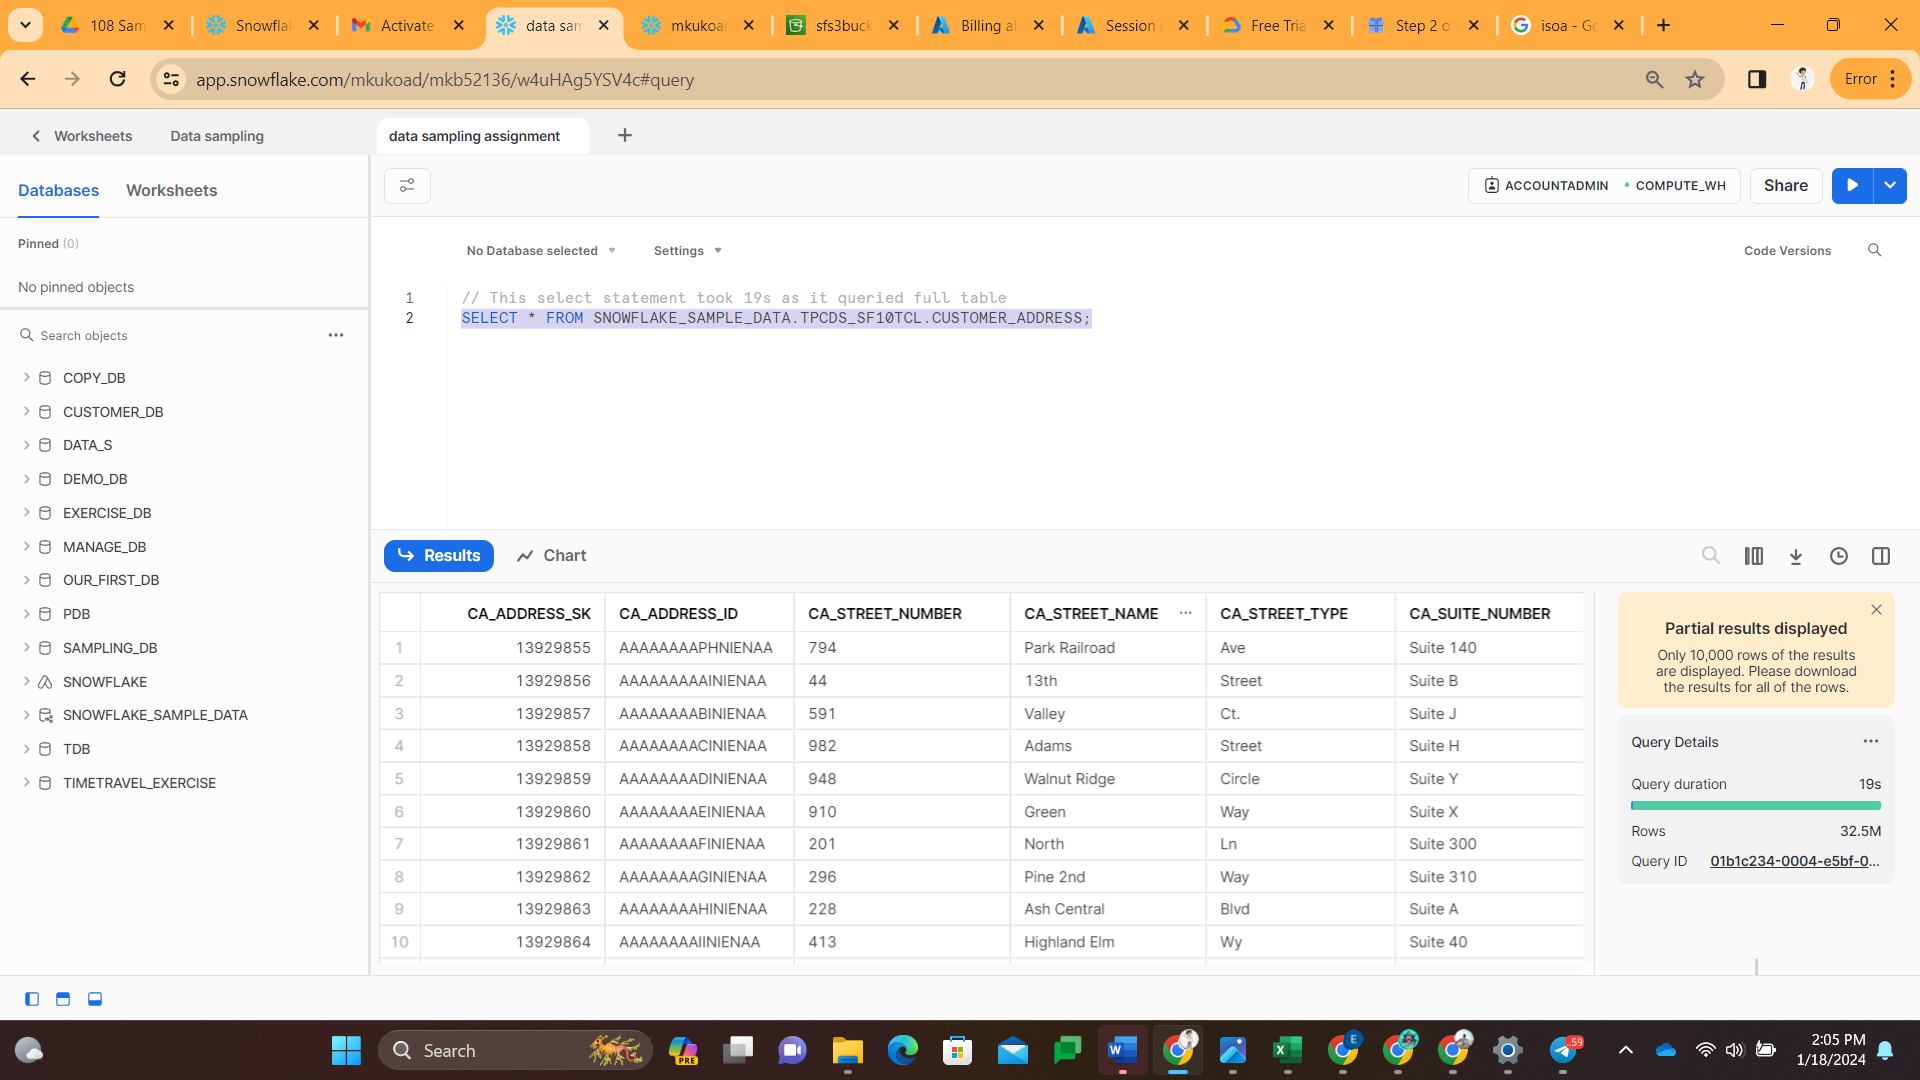 108 Sam
Snowflak
Activate
data sam
mkukoad
sfs3buck
Billing al
Session
Free Tria
Step 2 o
isoa - Go
app.snowflake.com/mkukoad/mkb52136/w4uHAg5YSV4c#query
Error
Worksheets
Data sampling
data sampling assignment
Databases
Worksheets
ACCOUNTADMIN
COMPUTE_WH
Share
Pinned (0)
No pinned objects
No Database selected
Settings
Code Versions
1 // This select statement took 19s as it queried full table
2 SELECT * FROM SNOWFLAKE_SAMPLE_DATA.TPCDS_SF10TCL.CUSTOMER_ADDRESS;
Search objects
COPY_DB
CUSTOMER_DB
DATA_S
DEMO_DB
EXERCISE_DB
MANAGE_DB
OUR_FIRST_DB
PDB
SAMPLING_DB
SNOWFLAKE
SNOWFLAKE_SAMPLE_DATA
TDB
TIMETRAVEL_EXERCISE
Results
Chart
CA_ADDRESS_SK CA_ADDRESS_ID CA_STREET_NUMBER CA_STREET_NAME CA_STREET_TYPE CA_SUITE_NUMBER
1 13929855 AAAAAAAAPHNIENAA 794 Park Railroad Ave Suite 140
2 13929856 AAAAAAAAAINIENAA 44 13th Street Suite B
3 13929857 AAAAAAAABINIENAA 591 Valley Ct. Suite J
4 13929858 AAAAAAAACINIENAA 982 Adams Street Suite H
5 13929859 AAAAAAAADINIENAA 948 Walnut Ridge Circle Suite Y
6 13929860 AAAAAAAAEINIENAA 910 Green Way Suite X
7 13929861 AAAAAAAAFINIENAA 201 North Ln Suite 300
8 13929862 AAAAAAAAGINIENAA 296 Pine 2nd Way Suite 310
9 13929863 AAAAAAAAHINIENAA 228 Ash Central Blvd Suite A
10 13929864 AAAAAAAAIINIENAA 413 Highland Elm Wy Suite 40
Partial results displayed
Only 10,000 rows of the results
are displayed. Please download
the results for all of the rows.
Query Details
Query duration 19s
Rows 32.5M
Query ID 01b1c234-0004-e5bf-0...
Search
PRE
E
59
2:05 PM
1/18/2024